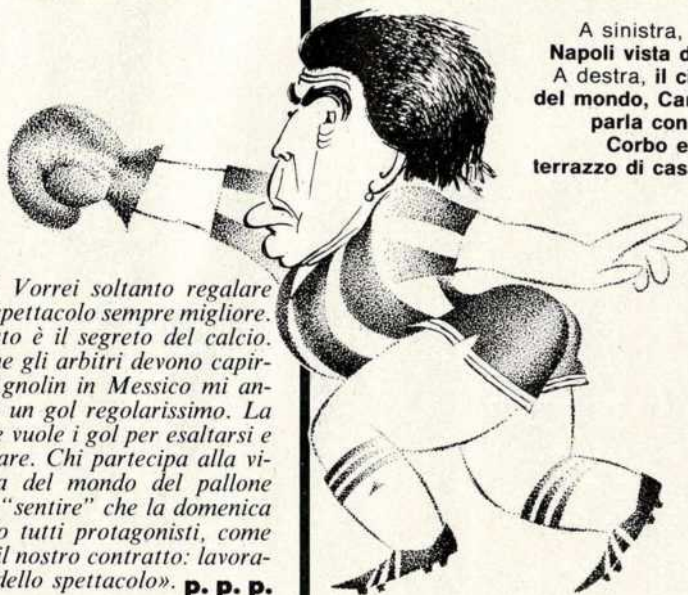 Vorrei soltanto regalare
spettacolo sempre migliore.
to è il segreto del calcio.
e gli arbitri devono capir-
gnolin in Messico mi an-
un gol regolarissimo. La
e vuole i gol per esaltarsi e
are. Chi partecipa alla vi-
a del mondo del pallone
"sentire" che la domenica
o tutti protagonisti, come
il nostro contratto: lavora-
dello spettacolo». p. p. p.
A sinistra,
Napoli vista d
A destra, il c
del mondo, Car
parla con
Corbo e
terrazzo di cas